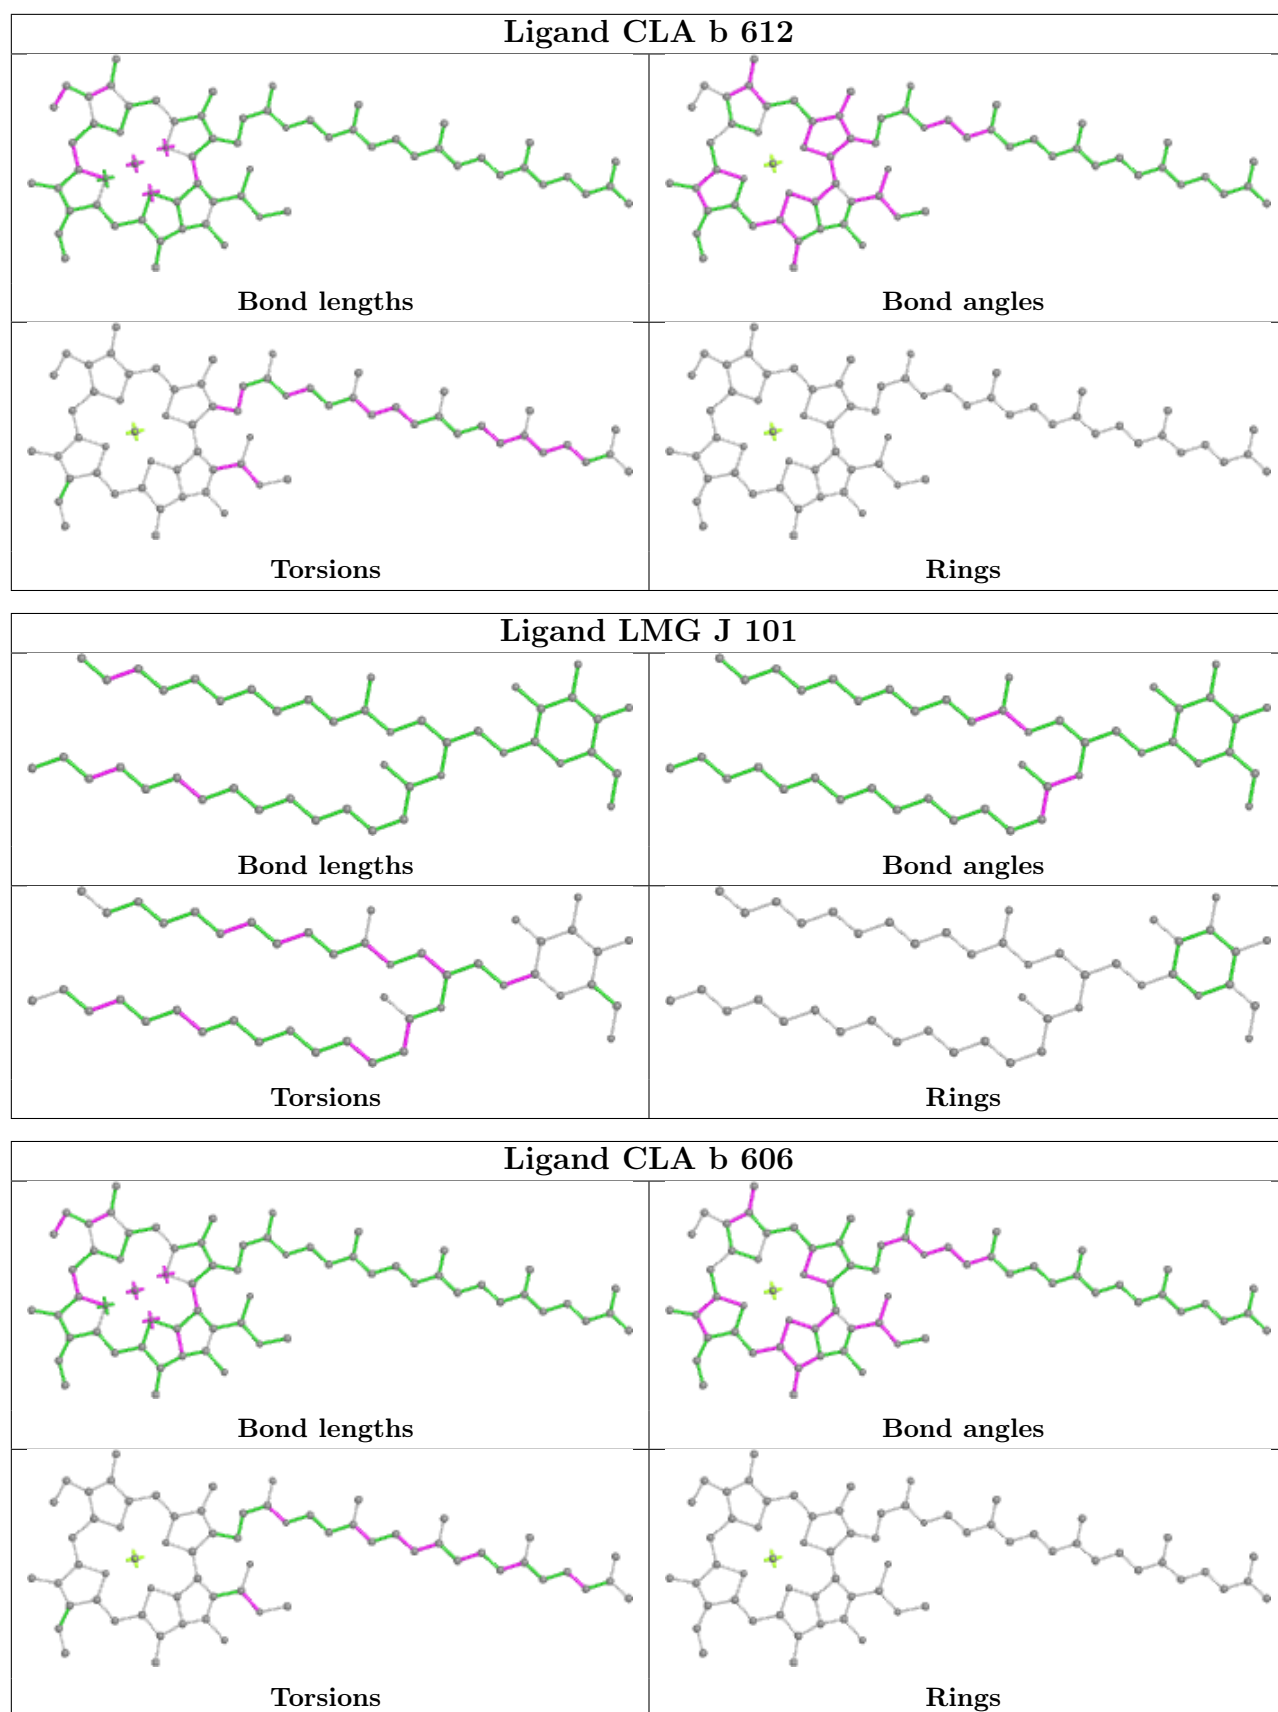 Ligand CLA b 612
Bond lengths
Bond angles
Torsions
Rings
Ligand LMG J 101
Bond lengths
Bond angles
Torsions
Rings
Ligand CLA b 606
Bond lengths
Bond angles
Torsions
Rings